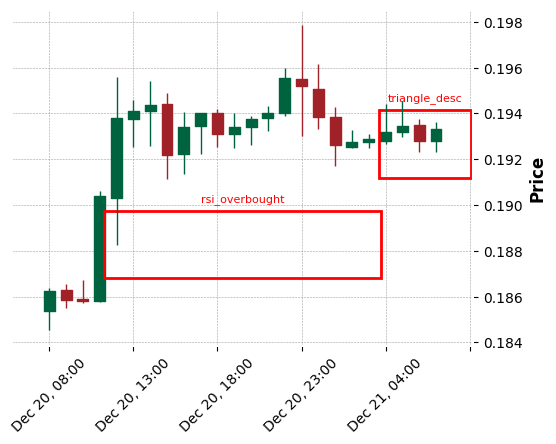 0.198
0.196
triangle_desc
0.194
0.192
Price
rsi_overbought
0.190
0.188
0.186
0.184
Dec 20, 08:00
Dec 20, 13:00
Dec 20, 18:00
Dec 20, 23:00
Dec 21, 04:00